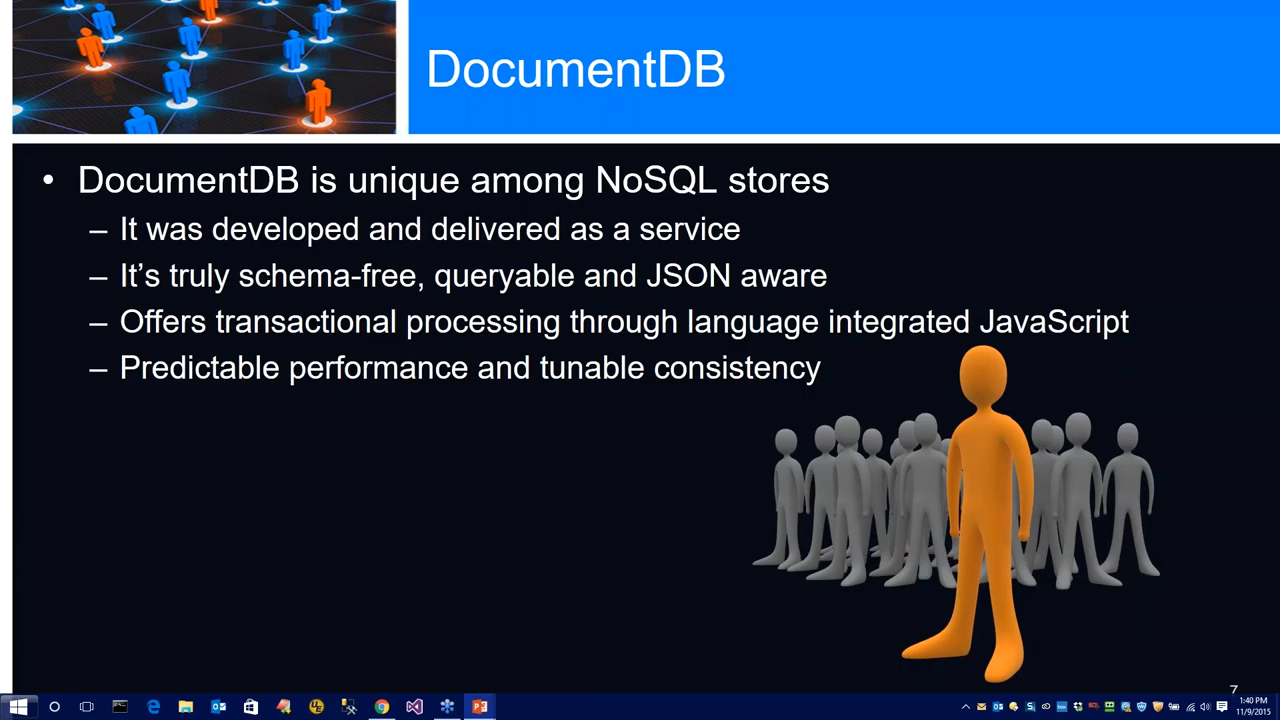 DocumentDB
• DocumentDB is unique among NoSQL stores
– It was developed and delivered as a service
– It’s truly schema-free, queryable and JSON aware
– Offers transactional processing through language integrated JavaScript
– Predictable performance and tunable consistency
7
1:40 PM
11/9/2015